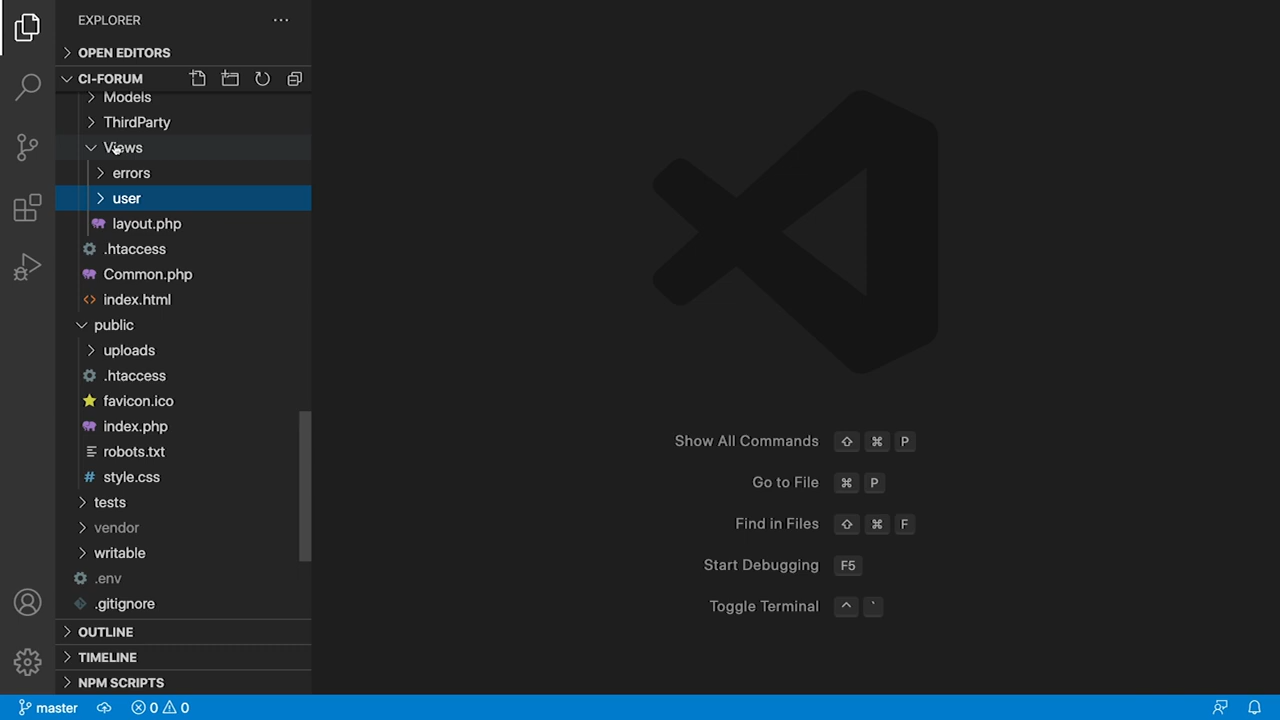 EXPLORER
OPEN EDITORS
CI-FORUM
Models
ThirdParty
Views
errors
user
layout.php
.htaccess
Common.php
index.html
public
uploads
.htaccess
favicon.ico
index.php
robots.txt
style.css
tests
vendor
writable
.env
.gitignore
OUTLINE
TIMELINE
NPM SCRIPTS
Show All Commands ⇧ ⌘ P
Go to File ⌘ P
Find in Files ⇧ ⌘ F
Start Debugging F5
Toggle Terminal ^ `
master 0 0